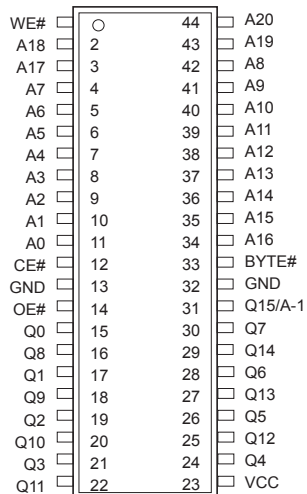 WE# 44 A20
A18 2 43 A19
A17 3 42 A8
A7 4 41 A9
A6 5 40 A10
A5 6 39 A11
A4 7 38 A12
A3 8 37 A13
A2 9 36 A14
A1 10 35 A15
A0 11 34 A16
CE# 12 33 BYTE#
GND 13 32 GND
OE# 14 31 Q15/A-1
Q0 15 30 Q7
Q8 16 29 Q14
Q1 17 28 Q6
Q9 18 27 Q13
Q2 19 26 Q5
Q10 20 25 Q12
Q3 21 24 Q4
Q11 22 23 VCC